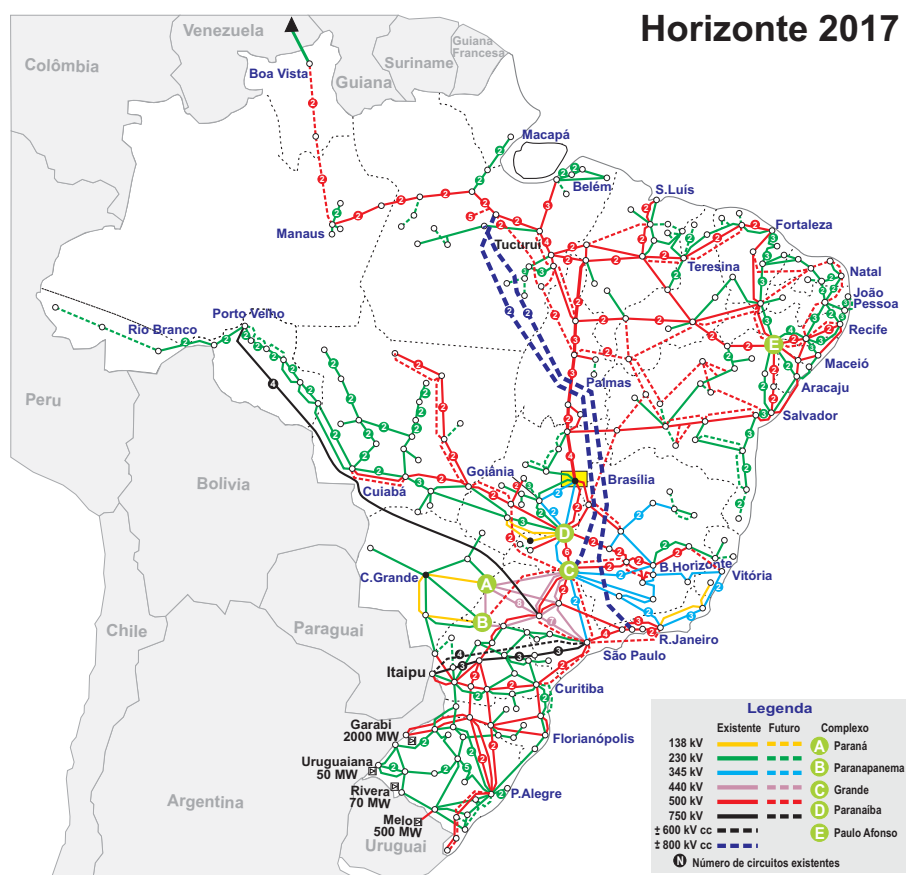 Horizonte 2017
Venezuela
Colômbia
Guiana
Suriname
Guiana
Francesa
Boa Vista
Macapá
Belém
S.Luís
Manaus
Tucuruí
Fortaleza
Teresina
Natal
João
Pessoa
Recife
Maceió
Aracaju
Salvador
Porto Velho
Rio Branco
Palmas
Peru
Bolivia
Cuiabá
Goiânia
Brasília
B.Horizonte
Vitória
C.Grande
R.Janeiro
São Paulo
Chile
Paraguai
Itaipu
Curitiba
Garabi
2000 MW
Florianópolis
Uruguaiana
50 MW
Rivera
70 MW
P.Alegre
Melo
500 MW
Argentina
Uruguai
A
B
C
D
E
Legenda
Existente Futuro Complexo
138 kV A Paraná
230 kV
345 kV B Paranapanema
440 kV C Grande
500 kV D Paranaíba
750 kV E Paulo Afonso
± 600 kV cc
± 800 kV cc
N Número de circuitos existentes